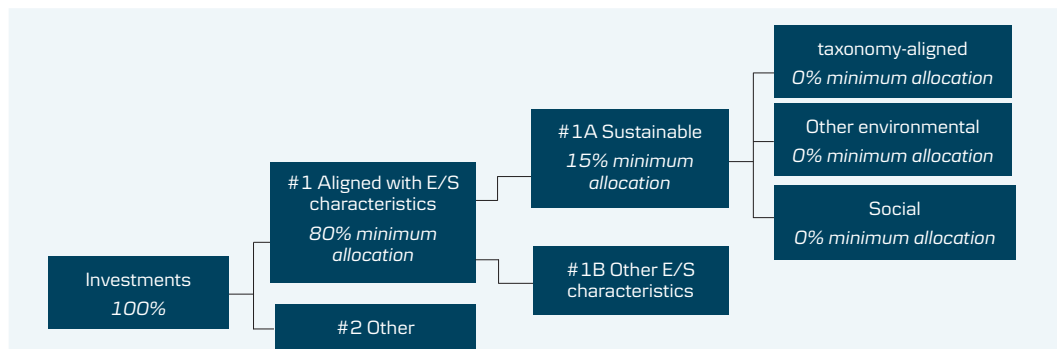 Investments
100%
#1 Aligned with E/S
characteristics
80% minimum
allocation
#2 Other
#1A Sustainable
15% minimum
allocation
#1B Other E/S
characteristics
taxonomy-aligned
0% minimum allocation
Other environmental
0% minimum allocation
Social
0% minimum allocation